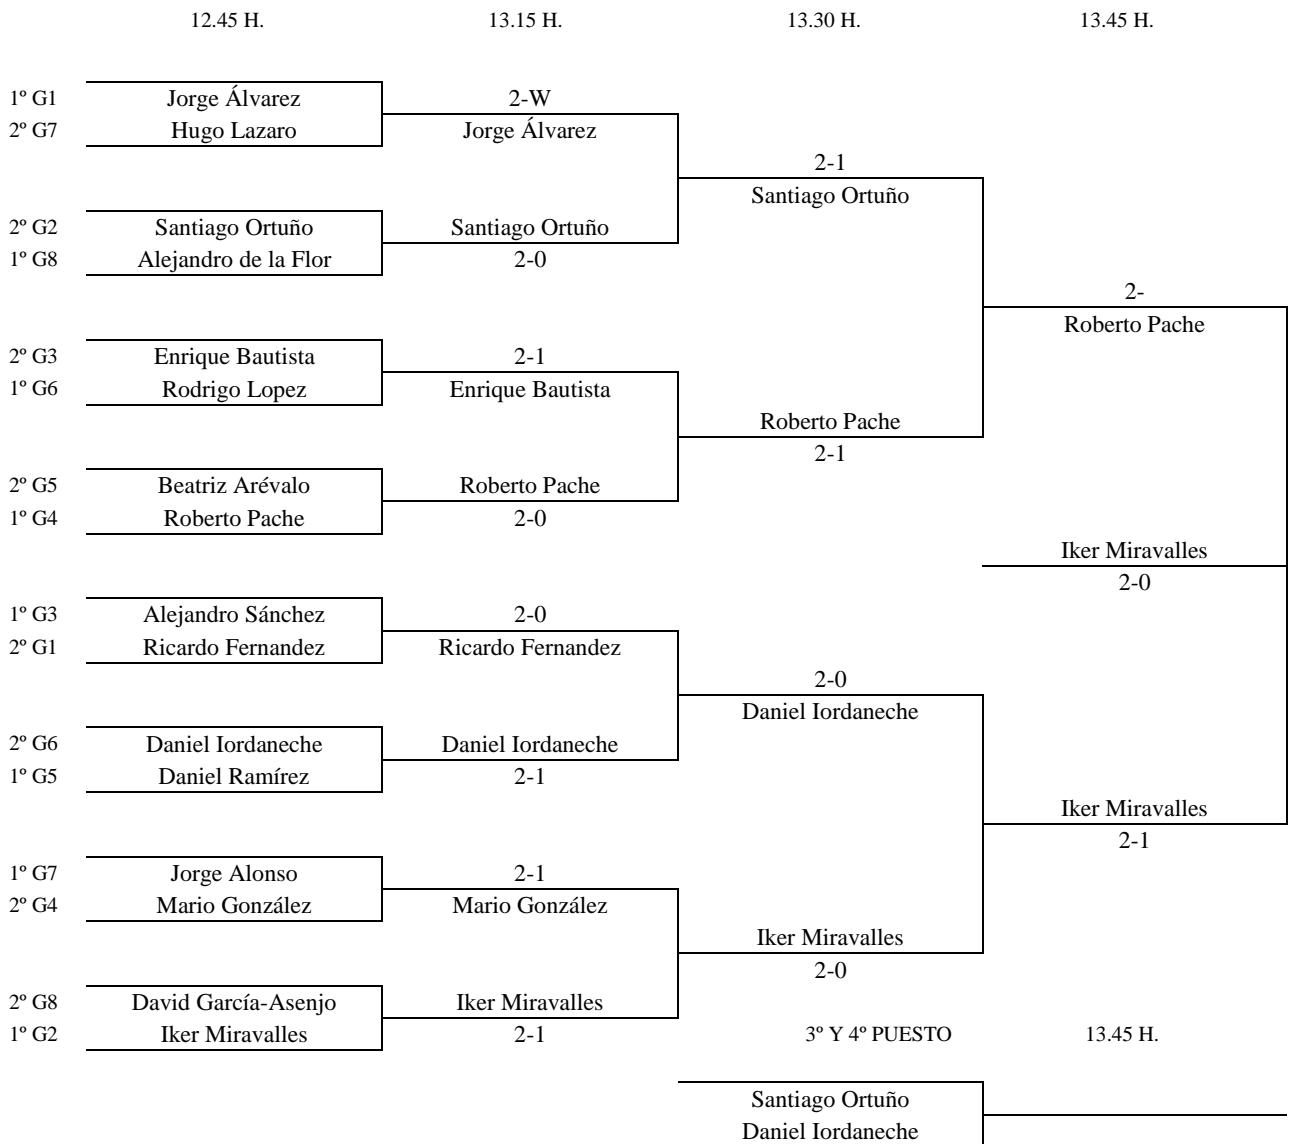 12.45 H. 13.15 H. 13.30 H. 13.45 H.
1º G1 Jorge Álvarez 2-W
2º G7 Hugo Lazaro Jorge Álvarez
2-1
Santiago Ortuño
2º G2 Santiago Ortuño Santiago Ortuño
1º G8 Alejandro de la Flor 2-0
2-
Roberto Pache
2º G3 Enrique Bautista 2-1
1º G6 Rodrigo Lopez Enrique Bautista
Roberto Pache
2-1
2º G5 Beatriz Arévalo Roberto Pache
1º G4 Roberto Pache 2-0
Iker Miravalles
2-0
1º G3 Alejandro Sánchez 2-0
2º G1 Ricardo Fernandez Ricardo Fernandez
2-0
Daniel Iordaneche
2º G6 Daniel Iordaneche Daniel Iordaneche
1º G5 Daniel Ramírez 2-1
Iker Miravalles
2-1
1º G7 Jorge Alonso 2-1
2º G4 Mario González Mario González
Iker Miravalles
2-0
2º G8 David García-Asenjo Iker Miravalles
1º G2 Iker Miravalles 2-1 3º Y 4º PUESTO 13.45 H.
Santiago Ortuño
Daniel Iordaneche